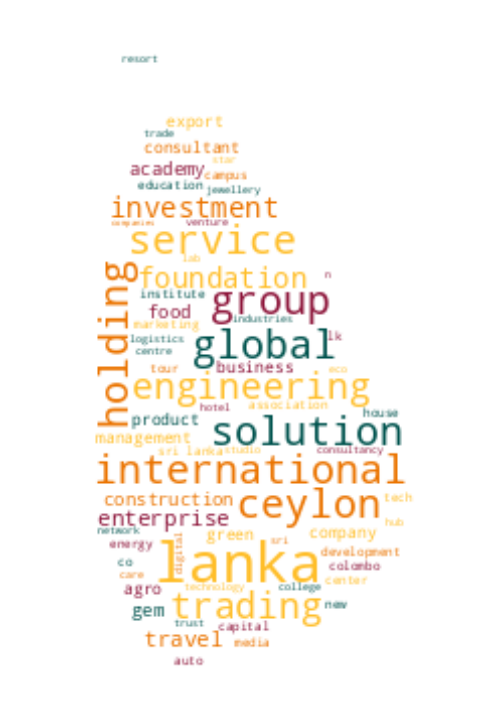 resort
export
trade
consultant
star
academy
campus
education
jewellery
investment
companies
venture
service
lab
holding
foundation
n
institute
group
food
industries
marketing
global
lk
logistics
centre
business
tour
eco
engineering
hotel
association
house
product
solution
management
sri lanka
studio
consultancy
international
construction
ceylon
tech
enterprise
hub
network
green
company
energy
digital
sri
lanka
development
co
colombo
care
center
agro
technology
college
gem
trading
new
trust
capital
travel
media
auto